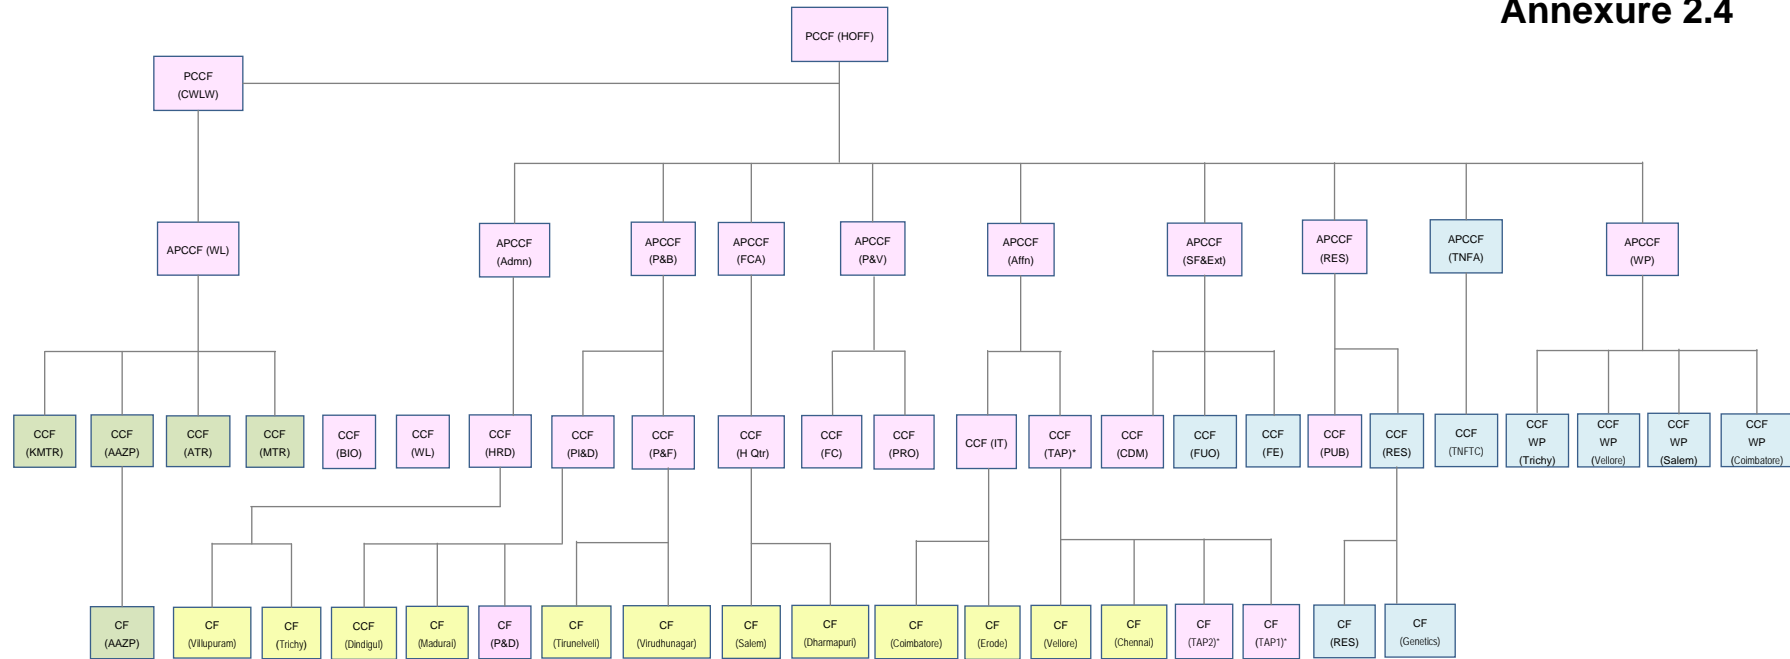 Annexure 2.4
PCCF (HOFF)
PCCF
(CWLW)
APCCF (WL)
APCCF
(Admn)
APCCF
(P&B)
APCCF
(FCA)
APCCF
(P&V)
APCCF
(Affn)
APCCF
(SF&Ext)
APCCF
(RES)
APCCF
(TNFA)
APCCF
(WP)
CCF
(KMTR)
CCF
(AAZP)
CCF
(ATR)
CCF
(MTR)
CCF
(BIO)
CCF
(WL)
CCF
(HRD)
CCF
(PI&D)
CCF
(P&F)
CCF
(H Qtr)
CCF
(FC)
CCF
(PRO)
CCF (IT)
CCF
(TAP)*
CCF
(CDM)
CCF
(FUO)
CCF
(FE)
CCF
(PUB)
CCF
(RES)
CCF
(TNFTC)
CCF
WP
(Trichy)
CCF
WP
(Vellore)
CCF
WP
(Salem)
CCF
WP
(Coimbatore)
CF
(AAZP)
CF
(Villupuram)
CF
(Trichy)
CCF
(Dindigul)
CF
(Madurai)
CF
(P&D)
CF
(Tirunelveli)
CF
(Virudhunagar)
CF
(Salem)
CF
(Dharmapuri)
CF
(Coimbatore)
CF
(Erode)
CF
(Vellore)
CF
(Chennai)
CF
(TAP2)*
CF
(TAP1)*
CF
(RES)
CF
(Genetics)